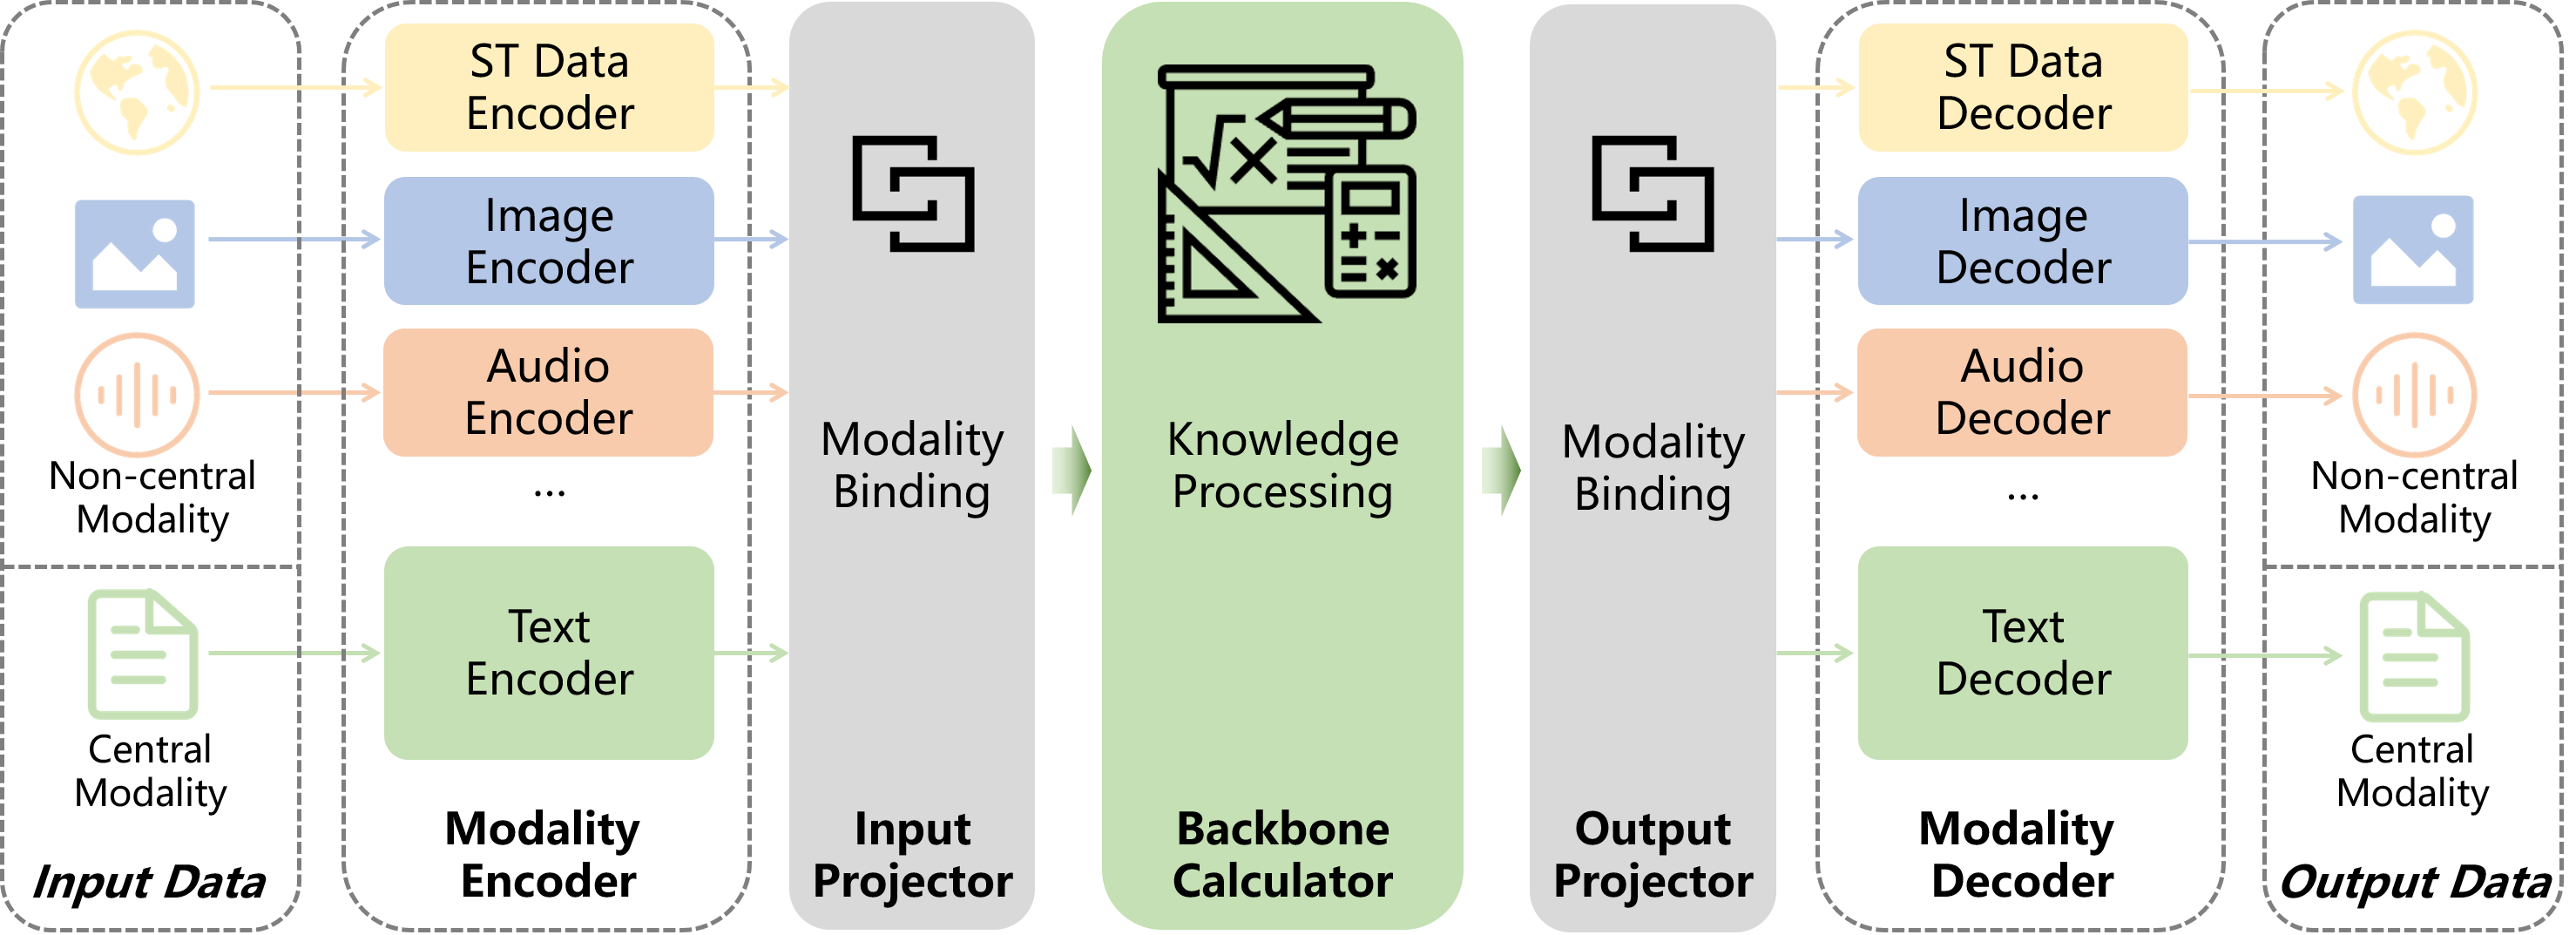 Non-central
Modality
Central
Modality
Input Data
ST Data
Encoder
Image
Encoder
Audio
Encoder
...
Text
Encoder
Modality
Encoder
Modality
Binding
Input
Projector
Knowledge
Processing
Backbone
Calculator
Modality
Binding
Output
Projector
ST Data
Decoder
Image
Decoder
Audio
Decoder
...
Text
Decoder
Modality
Decoder
Non-central
Modality
Central
Modality
Output Data